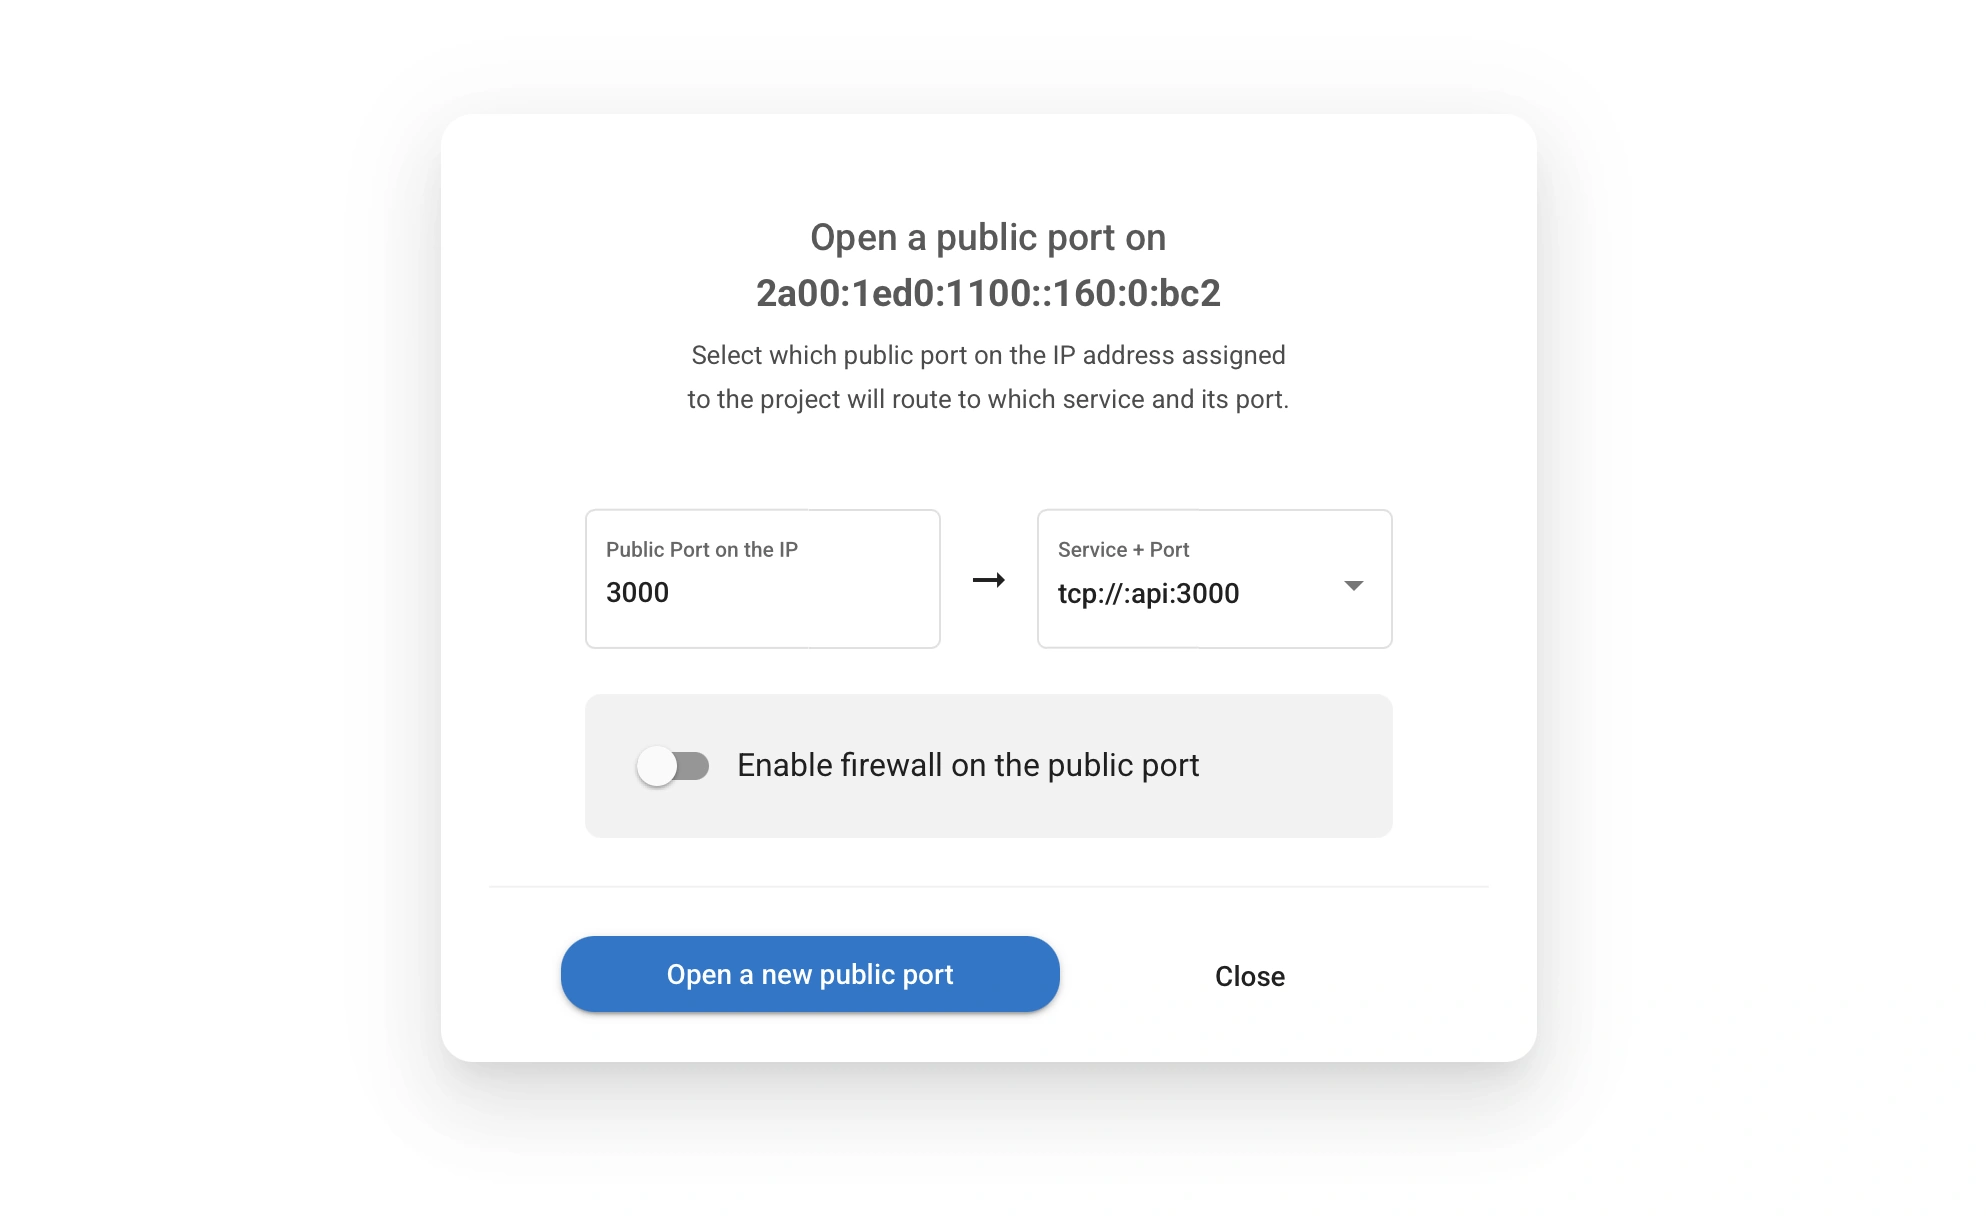 Open a public port on
2a00:1ed0:1100::160:0:bc2
Select which public port on the IP address assigned
to the project will route to which service and its port.
Public Port on the IP
3000
Service + Port
tcp://:api:3000
Enable firewall on the public port
Open a new public port
Close